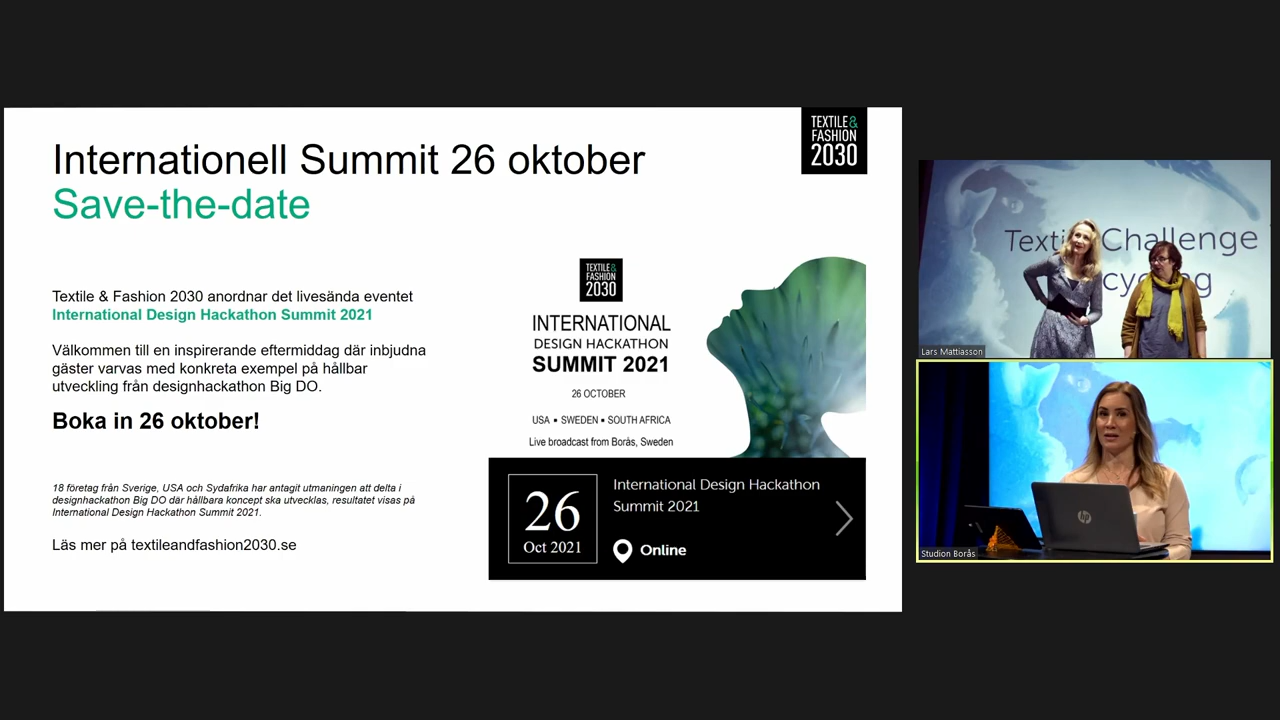 Internationell Summit 26 oktober
Save-the-date
TEXTILE &
FASHION
2030
Textile & Fashion 2030 anordnar det livesända eventet
International Design Hackathon Summit 2021
Välkommen till en inspirerande eftermiddag där inbjudna
gäster varvas med konkreta exempel på hållbar
utveckling från designhackathon Big DO.
Boka in 26 oktober!
18 företag från Sverige, USA och Sydafrika har antagit utmaningen att delta i
designhackathon Big DO där hållbara koncept ska utvecklas, resultatet visas på
International Design Hackathon Summit 2021.
Läs mer på textileandfashion2030.se
TEXTILE &
FASHION
2030
INTERNATIONAL
DESIGN HACKATHON
SUMMIT 2021
26 OCTOBER
USA ▪ SWEDEN ▪ SOUTH AFRICA
Live broadcast from Borås, Sweden
26
Oct 2021
International Design Hackathon
Summit 2021
Online
Texti Challenge
cycling
Lars Mattiasson
hp
Studion Borås